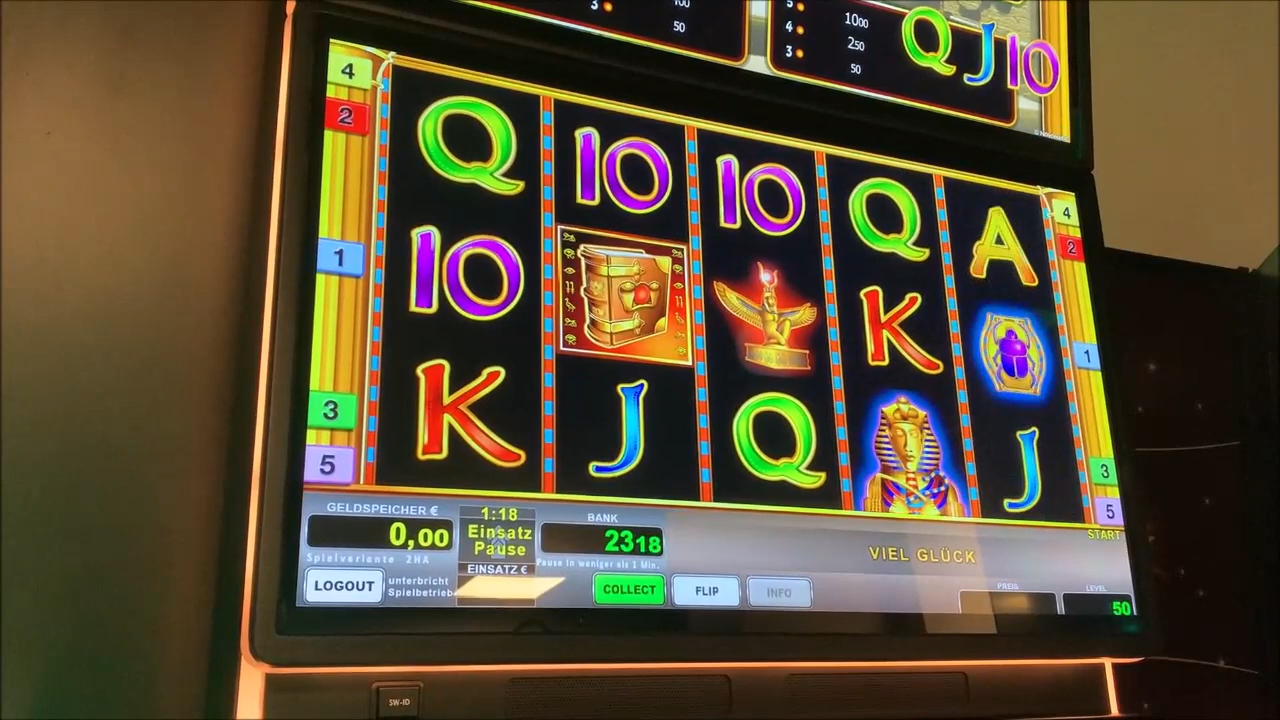 3 100
50
5 1000
4 250
3 50
Q J 10
4 Q 10 10 Q A 4
2 2
1 10 K 1
3 K J Q J 3
5 5
GELDSPEICHER €
0,00
Spielvariante 2HA
1:18
Einsatz
Pause
EINSATZ €
BANK
2318
Pause in weniger als 1 Min.
VIEL GLÜCK
START
LOGOUT
unterbricht
Spielbetrieb
COLLECT
FLIP
INFO
PREIS
LEVEL
50
SW-ID